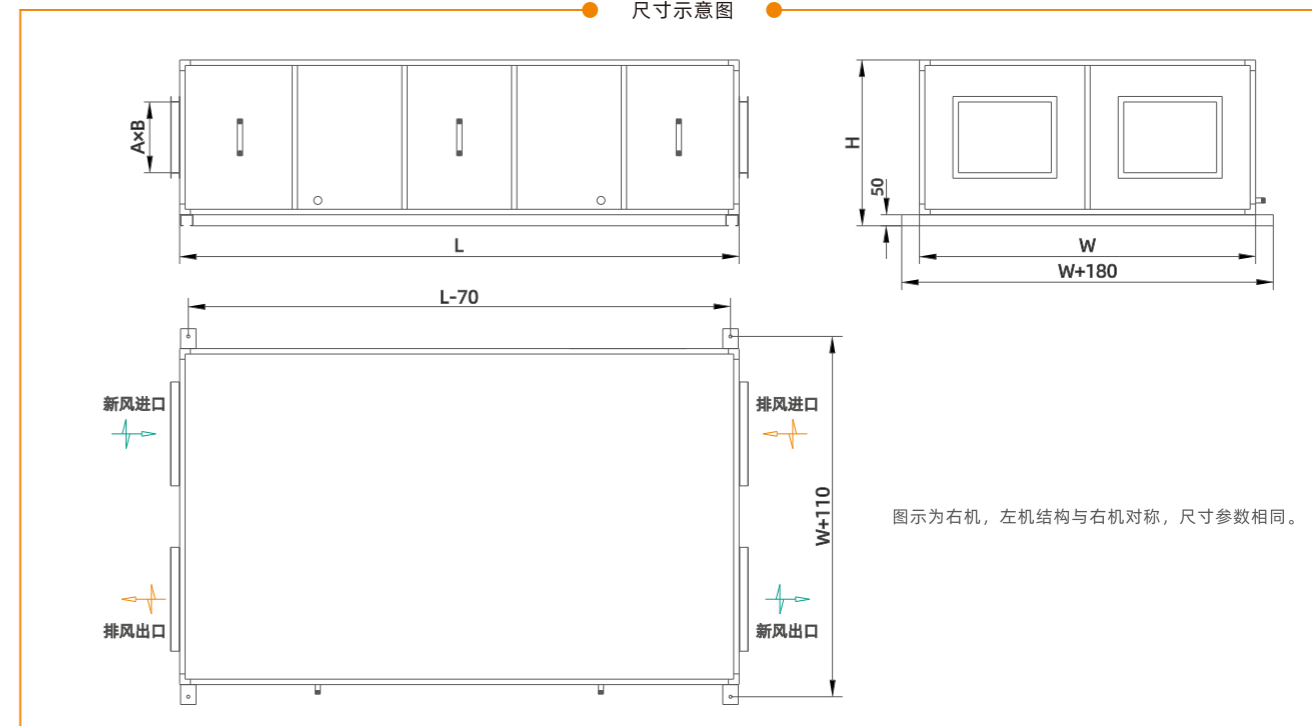 尺寸示意图
A×B
H
50
L
W
W+180
L-70
新风进口
排风进口
W+110
图示为右机，左机结构与右机对称，尺寸参数相同。
排风出口
新风出口